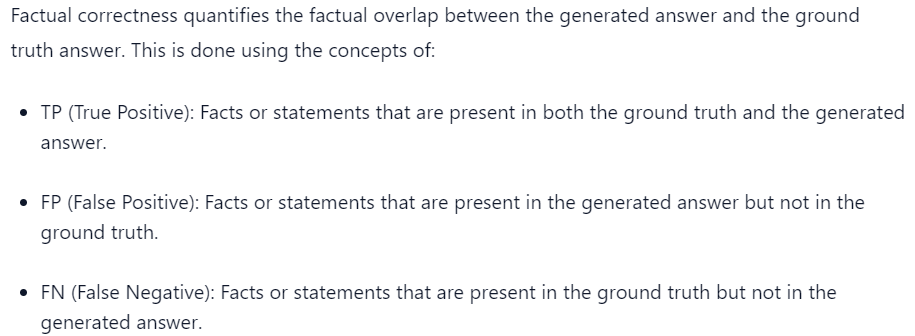 Factual correctness quantifies the factual overlap between the generated answer and the ground
truth answer. This is done using the concepts of:
• TP (True Positive): Facts or statements that are present in both the ground truth and the generated
answer.
• FP (False Positive): Facts or statements that are present in the generated answer but not in the
ground truth.
• FN (False Negative): Facts or statements that are present in the ground truth but not in the
generated answer.